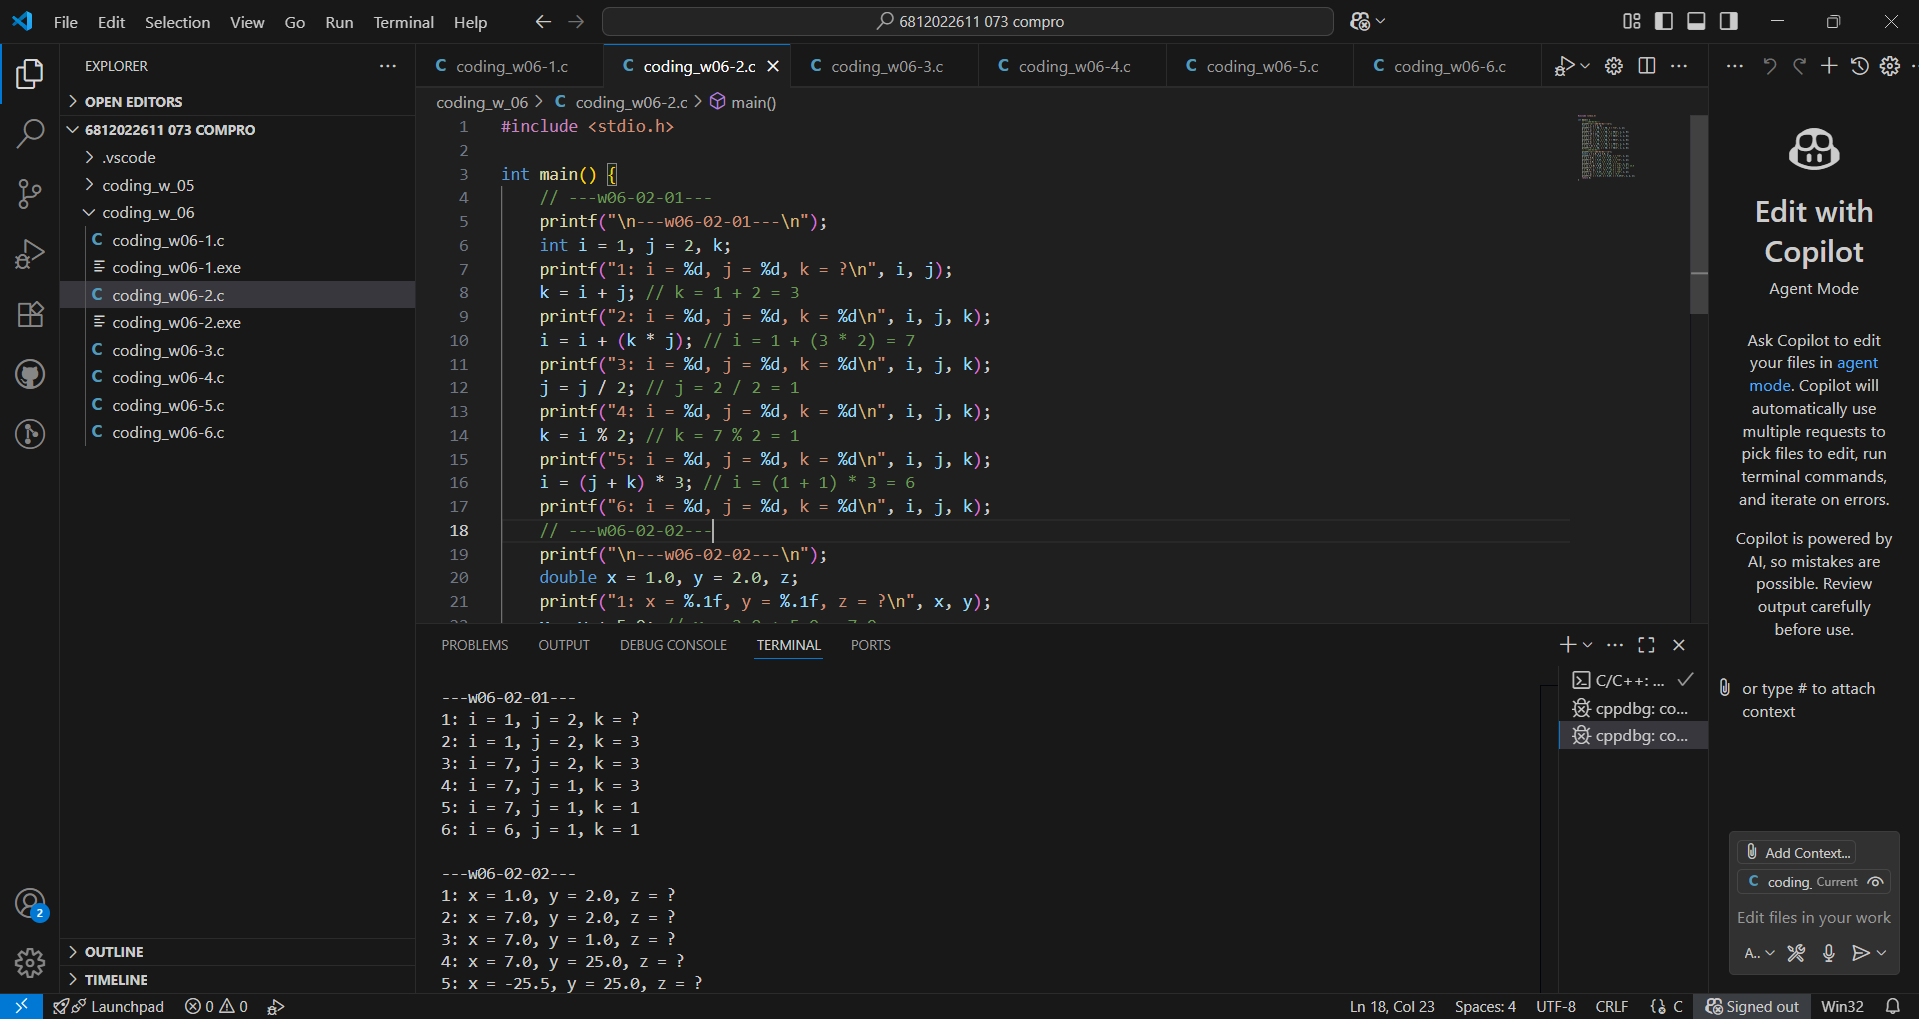 File Edit Selection View Go Run Terminal Help
6812022611 073 compro
EXPLORER
OPEN EDITORS
6812022611 073 COMPRO
.vscode
coding_w_05
coding_w_06
C coding_w06-1.c
coding_w06-1.exe
C coding_w06-2.c
coding_w06-2.exe
C coding_w06-3.c
C coding_w06-4.c
C coding_w06-5.c
C coding_w06-6.c
OUTLINE
TIMELINE
C coding_w06-1.c C coding_w06-2.c C coding_w06-3.c C coding_w06-4.c C coding_w06-5.c C coding_w06-6.c
coding_w_06 > C coding_w06-2.c > main()
1 #include <stdio.h>
2
3 int main() {
4 // ---w06-02-01---
5 printf("\n---w06-02-01---\n");
6 int i = 1, j = 2, k;
7 printf("1: i = %d, j = %d, k = ?\n", i, j);
8 k = i + j; // k = 1 + 2 = 3
9 printf("2: i = %d, j = %d, k = %d\n", i, j, k);
10 i = i + (k * j); // i = 1 + (3 * 2) = 7
11 printf("3: i = %d, j = %d, k = %d\n", i, j, k);
12 j = j / 2; // j = 2 / 2 = 1
13 printf("4: i = %d, j = %d, k = %d\n", i, j, k);
14 k = i % 2; // k = 7 % 2 = 1
15 printf("5: i = %d, j = %d, k = %d\n", i, j, k);
16 i = (j + k) * 3; // i = (1 + 1) * 3 = 6
17 printf("6: i = %d, j = %d, k = %d\n", i, j, k);
18 // ---w06-02-02---
19 printf("\n---w06-02-02---\n");
20 double x = 1.0, y = 2.0, z;
21 printf("1: x = %.1f, y = %.1f, z = ?\n", x, y);
PROBLEMS OUTPUT DEBUG CONSOLE TERMINAL PORTS
---w06-02-01---
1: i = 1, j = 2, k = ?
2: i = 1, j = 2, k = 3
3: i = 7, j = 2, k = 3
4: i = 7, j = 1, k = 3
5: i = 7, j = 1, k = 1
6: i = 6, j = 1, k = 1
---w06-02-02---
1: x = 1.0, y = 2.0, z = ?
2: x = 7.0, y = 2.0, z = ?
3: x = 7.0, y = 1.0, z = ?
4: x = 7.0, y = 25.0, z = ?
5: x = -25.5, y = 25.0, z = ?
C/C++: ...
cppdbg: co...
cppdbg: co...
Edit with
Copilot
Agent Mode
Ask Copilot to edit
your files in agent
mode. Copilot will
automatically use
multiple requests to
pick files to edit, run
terminal commands,
and iterate on errors.
Copilot is powered by
AI, so mistakes are
possible. Review
output carefully
before use.
or type # to attach
context
Add Context...
C coding. Current
Edit files in your work
A..
2
Launchpad 0 0 Ln 18, Col 23 Spaces: 4 UTF-8 CRLF {} C Signed out Win32